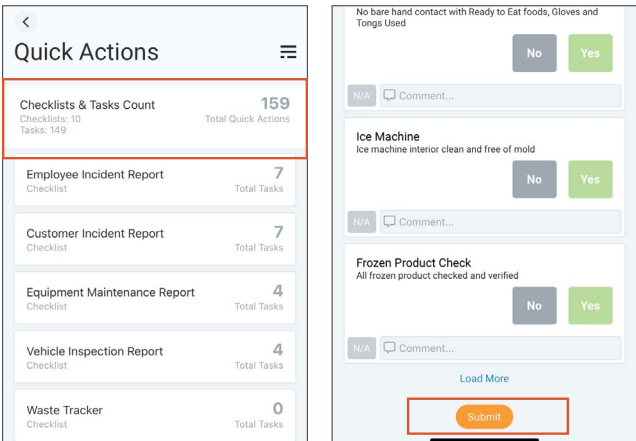 Quick Actions
Checklists & Tasks Count
159
Checklists: 10
Total Quick Actions
Tasks: 149
Employee Incident Report
7
Checklist
Total Tasks
Customer Incident Report
7
Checklist
Total Tasks
Equipment Maintenance Report
4
Checklist
Total Tasks
Vehicle Inspection Report
4
Checklist
Total Tasks
Waste Tracker
0
Checklist
Total Tasks
No bare hand contact with Ready to Eat foods, Gloves and
Tongs Used
No
Yes
N/A
Comment...
Ice Machine
Ice machine interior clean and free of mold
No
Yes
N/A
Comment...
Frozen Product Check
All frozen product checked and verified
No
Yes
N/A
Comment...
Load More
Submit